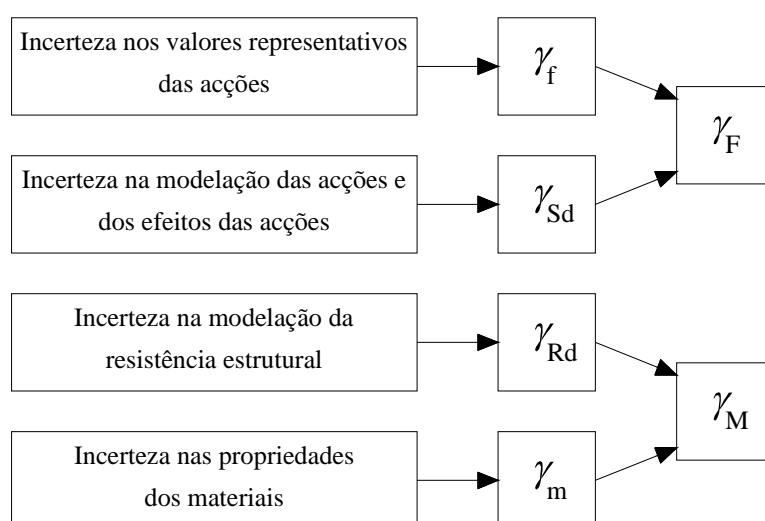 Incerteza nos valores representativos
das acções
γf
γF
Incerteza na modelação das acções e
dos efeitos das acções
γSd
Incerteza na modelação da
resistência estrutural
γRd
γM
Incerteza nas propriedades
dos materiais
γm